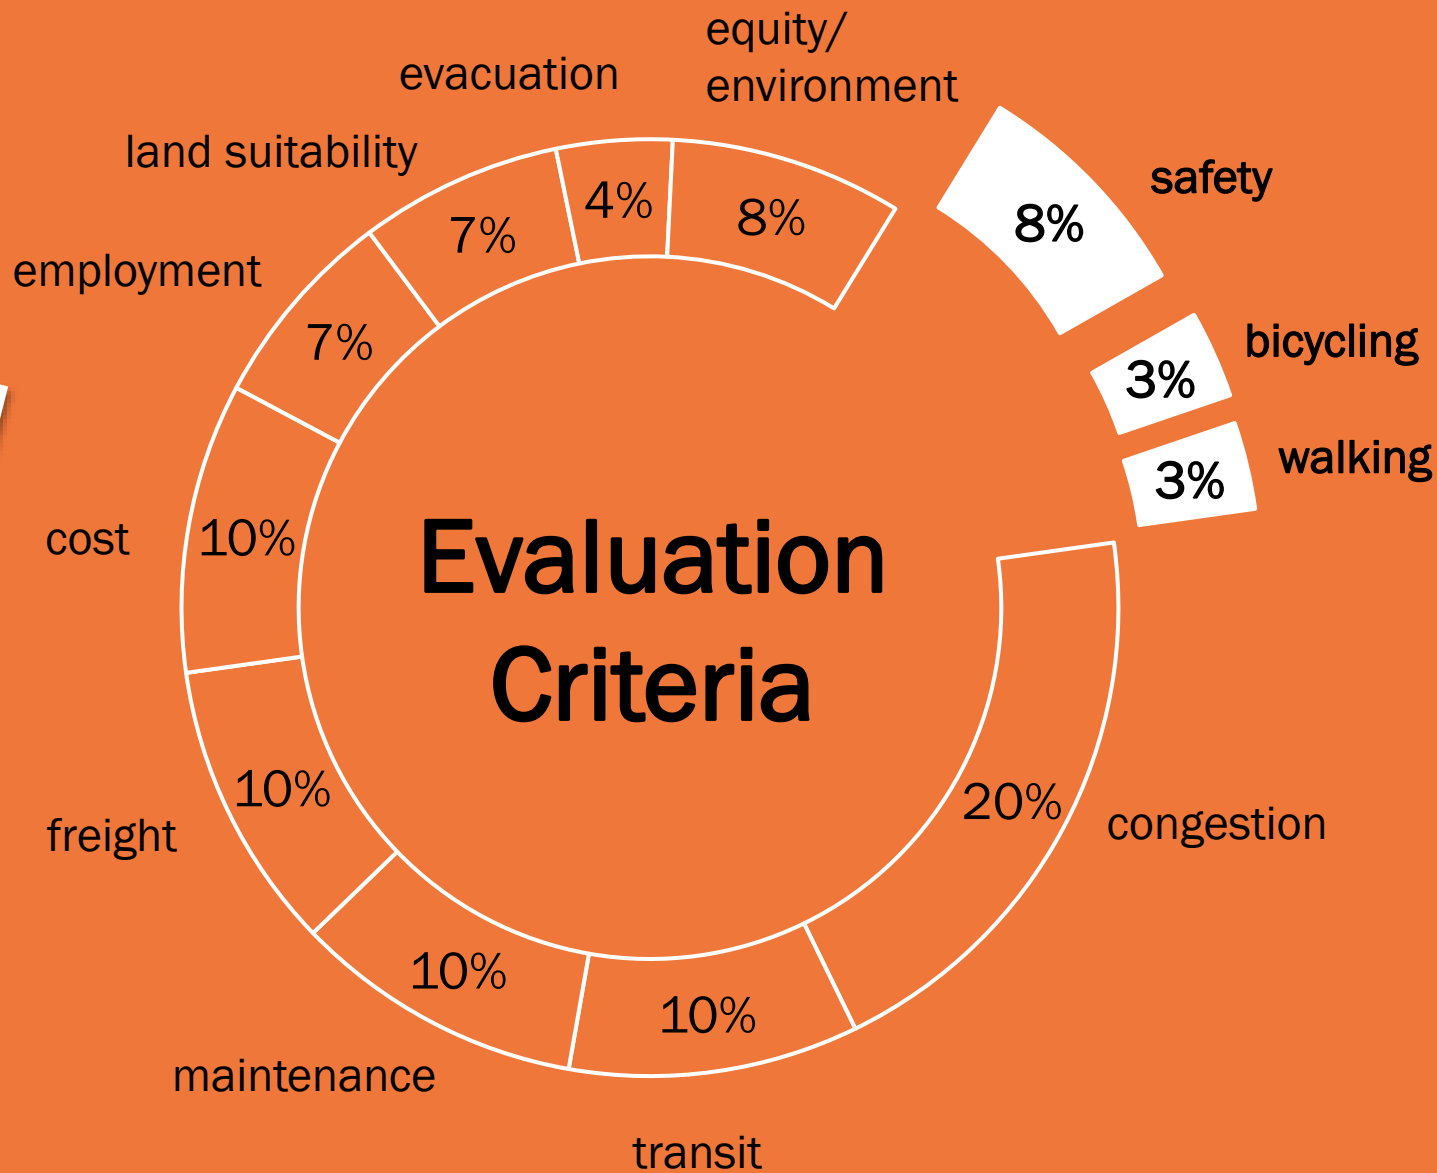 equity/
environment
evacuation
land suitability
safety
4%
8%
8%
7%
employment
7%
bicycling
3%
walking
3%
cost
10%
Evaluation
Criteria
10%
20%
freight
congestion
10%
10%
maintenance
transit